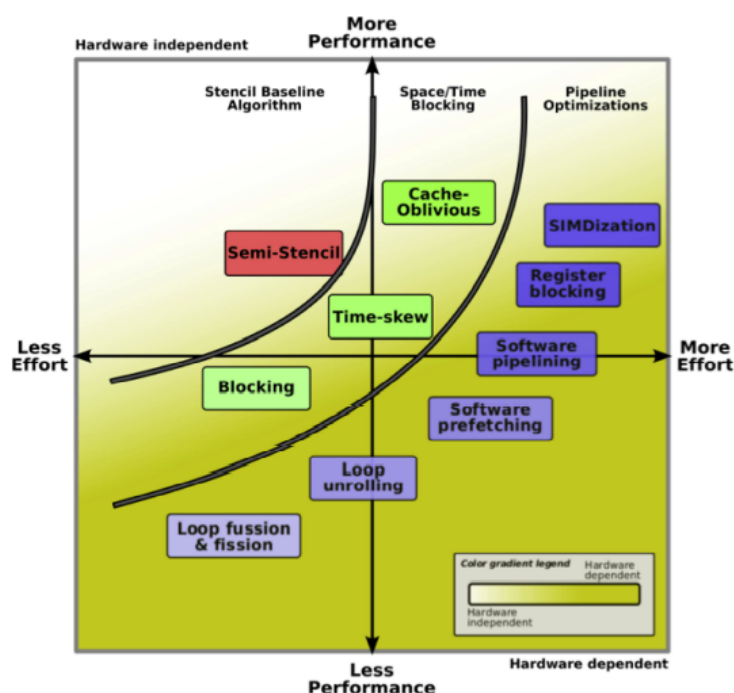 More
Performance
Hardware independent
Stencil Baseline
Algorithm
Space/Time
Blocking
Pipeline
Optimizations
Cache-
Oblivious
SIMDization
Semi-Stencil
Register
blocking
Time-skew
Less
Effort
Software
pipelining
More
Effort
Blocking
Software
prefetching
Loop
unrolling
Loop fussion
& fission
Color gradient legend
Hardware
dependent
Hardware
independent
Less
Performance
Hardware dependent